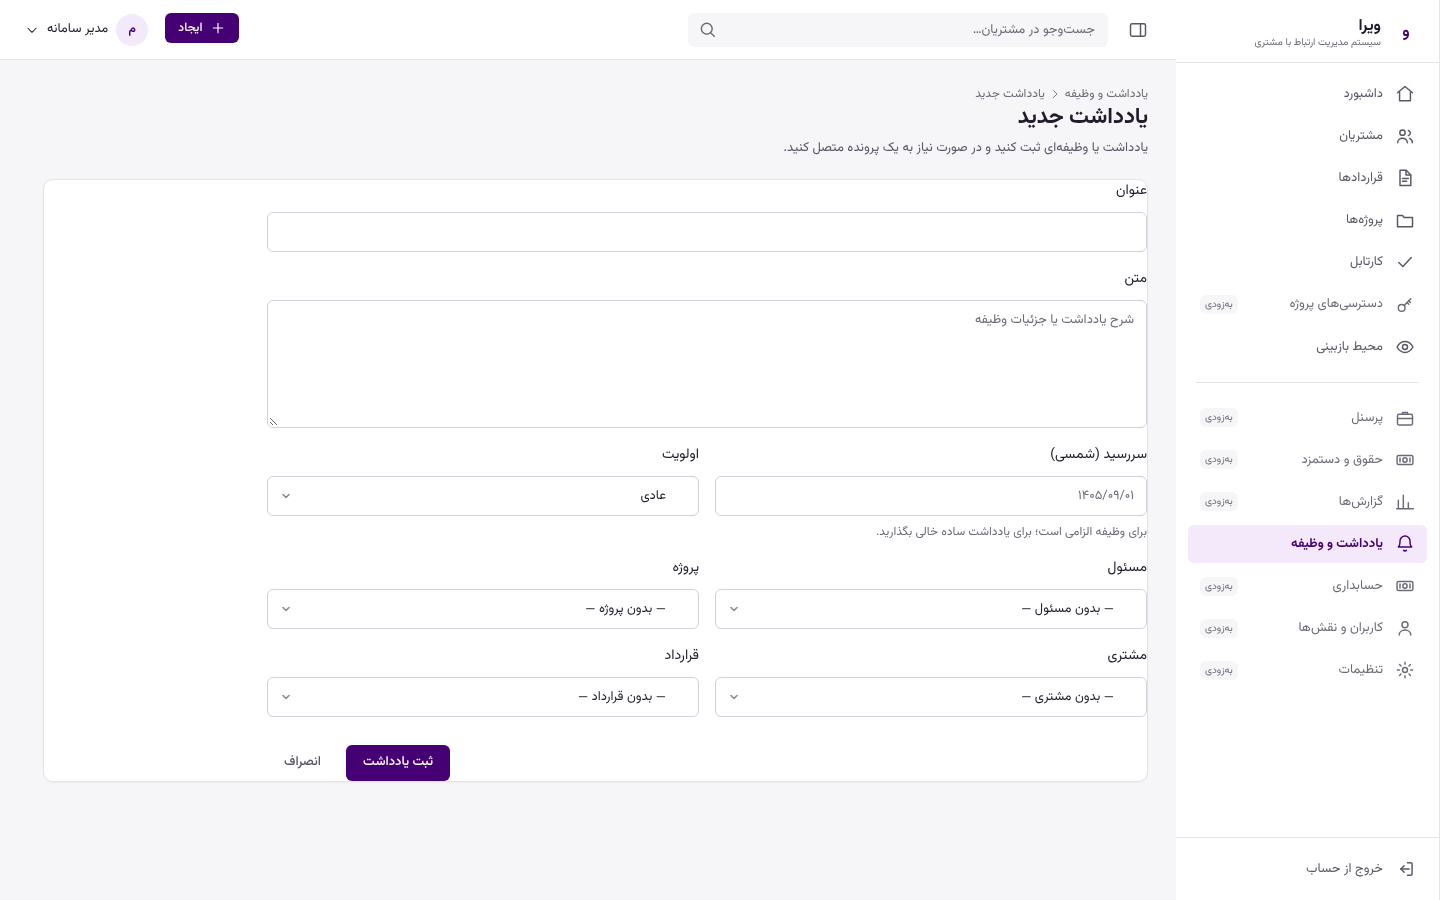 و
ویرا
سیستم مدیریت ارتباط با مشتری
داشبورد
مشتریان
قراردادها
پروژه‌ها
کارتابل
دسترسی‌های پروژه
به‌زودی
محیط بازبینی
پرسنل
به‌زودی
حقوق و دستمزد
به‌زودی
گزارش‌ها
به‌زودی
یادداشت و وظیفه
حسابداری
به‌زودی
کاربران و نقش‌ها
به‌زودی
تنظیمات
به‌زودی
خروج از حساب
جست‌وجو در مشتریان...
ایجاد
م
مدیر سامانه
یادداشت و وظیفه
یادداشت جدید
یادداشت جدید
یادداشت یا وظیفه‌ای ثبت کنید و در صورت نیاز به یک پرونده متصل کنید.
عنوان
متن
شرح یادداشت یا جزئیات وظیفه
سررسید (شمسی)
اولویت
۱۴۰۵/۰۹/۰۱
عادی
برای وظیفه الزامی است؛ برای یادداشت ساده خالی بگذارید.
مسئول
پروژه
— بدون مسئول —
— بدون پروژه —
مشتری
قرارداد
— بدون مشتری —
— بدون قرارداد —
ثبت یادداشت
انصراف